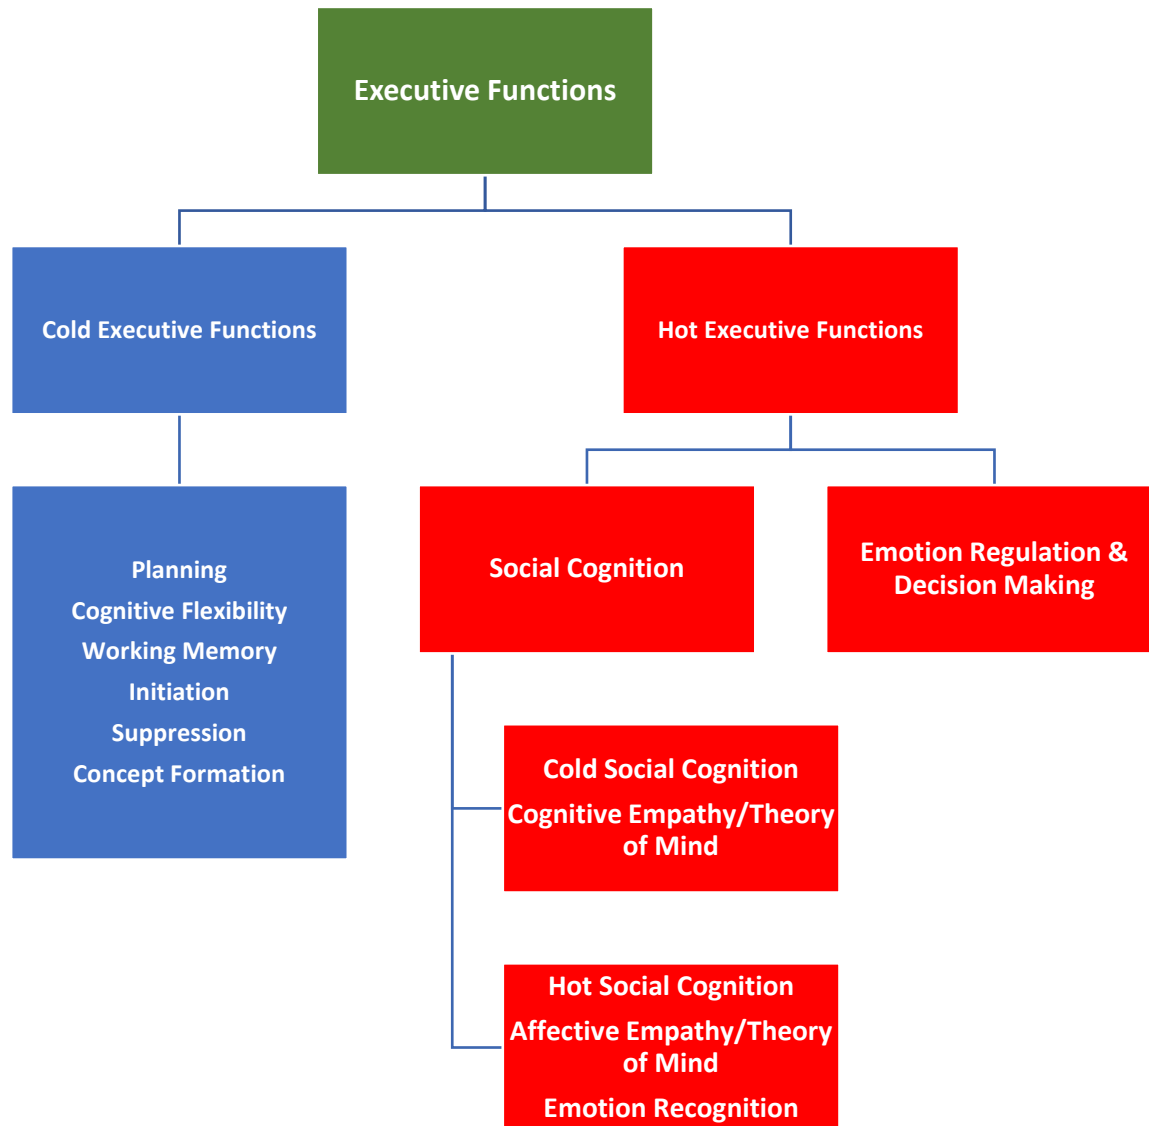 Executive Functions
Cold Executive Functions
Hot Executive Functions
Planning
Cognitive Flexibility
Working Memory
Initiation
Suppression
Concept Formation
Social Cognition
Emotion Regulation &
Decision Making
Cold Social Cognition
Cognitive Empathy/Theory
of Mind
Hot Social Cognition
Affective Empathy/Theory
of Mind
Emotion Recognition